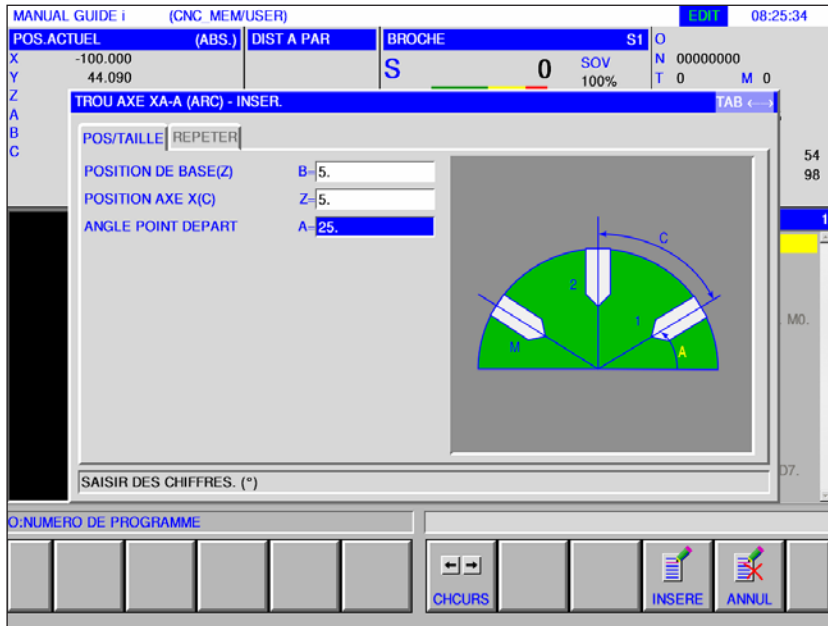 MANUAL GUIDE i (CNC_MEM/USER) EDIT 08:25:34
POS.ACTUEL (ABS.) DIST A PAR BROCHE S1 O
X -100.000 S 0 SOV N 00000000
Y 44.090 100% T 0 M 0
Z TROU AXE XA-A (ARC) - INSER. TAB ←→
A
B POS/TAILLE REPETER
C 54
98
POSITION DE BASE(Z) B= 5.
POSITION AXE X(C) Z= 5.
ANGLE POINT DEPART A= 25.
1
C
2
1
M
A
M0.
D7.
SAISIR DES CHIFFRES. (°)
O:NUMERO DE PROGRAMME
CHCURS INSERE ANNUL